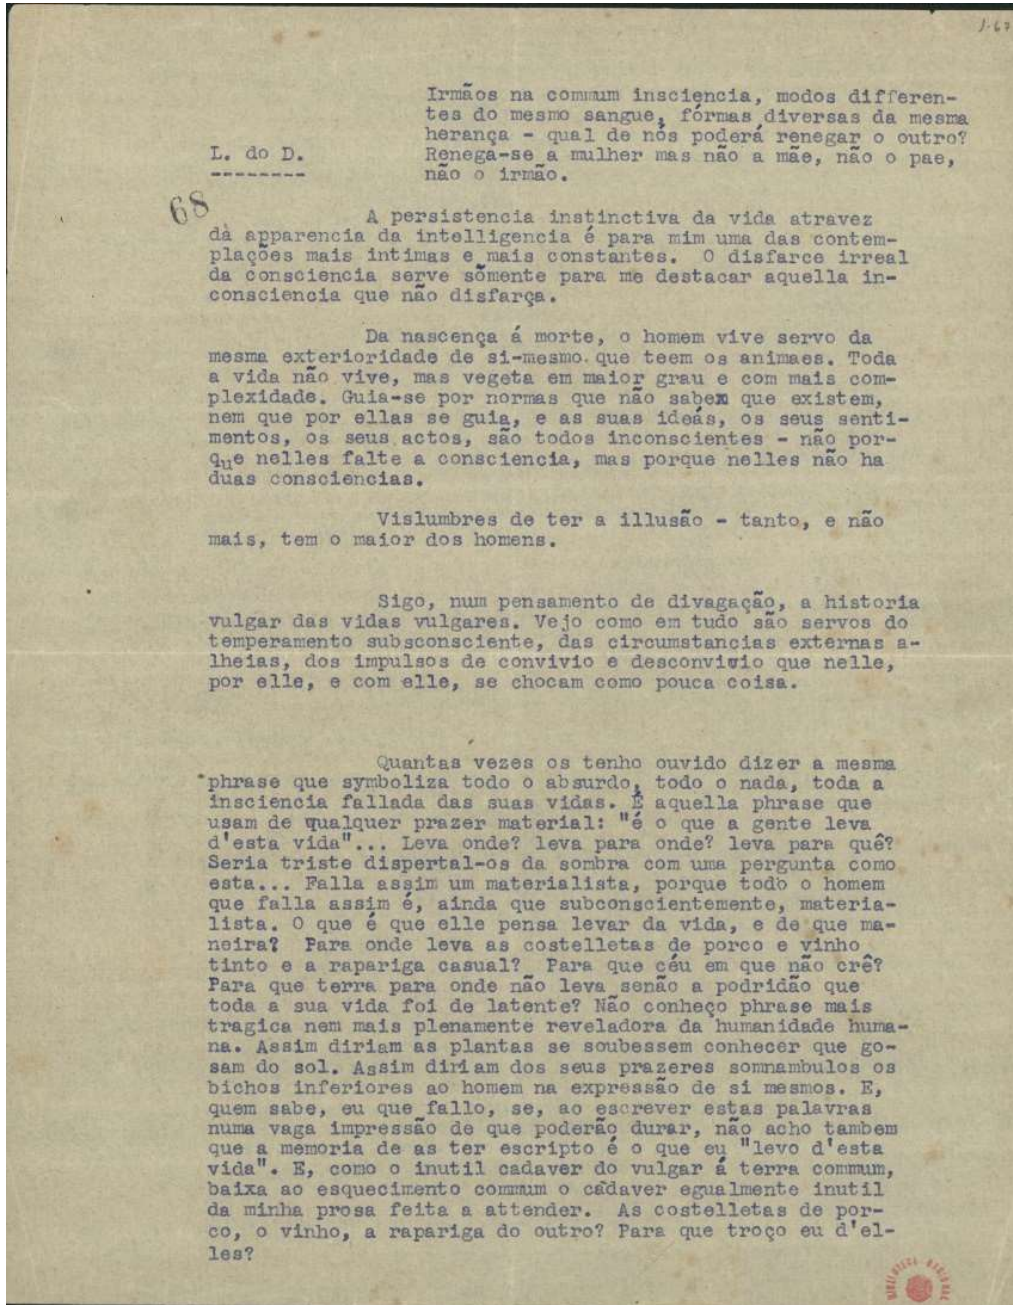 1-67
Irmãos na commum insciencia, modos differen-
tes do mesmo sangue, fórmas diversas da mesma
herança - qual de nós poderá renegar o outro?
L. do D.
Renega-se a mulher mas não a mãe, não o pae,
não o irmão.
--------
68
A persistencia instinctiva da vida atravez
da apparencia da intelligencia é para mim uma das contem-
plações mais intimas e mais constantes. O disfarce irreal
da consciencia serve sòmente para me destacar aquella in-
consciencia que não disfarça.
Da nascença á morte, o homem vive servo da
mesma exterioridade de si-mesmo que teem os animaes. Toda
a vida não vive, mas vegeta em maior grau e com mais com-
plexidade. Guia-se por normas que não sabem que existem,
nem que por ellas se guia, e as suas ideás, os seus senti-
mentos, os seus actos, são todos inconscientes - não por-
que nelles falte a consciencia, mas porque nelles não ha
duas consciencias.
Vislumbres de ter a illusão - tanto, e não
mais, tem o maior dos homens.
Sigo, num pensamento de divagação, a historia
vulgar das vidas vulgares. Vejo como em tudo são servos do
temperamento subsconsciente, das circumstancias externas a-
lheias, dos impulsos de convivio e desconvivio que nelle,
por elle, e com elle, se chocam como pouca coisa.
Quantas vezes os tenho ouvido dizer a mesma
phrase que symboliza todo o absurdo, todo o nada, toda a
insciencia fallada das suas vidas. É aquella phrase que
usam de qualquer prazer material: "é o que a gente leva
d'esta vida"... Leva onde? leva para onde? leva para quê?
Seria triste dispertal-os da sombra com uma pergunta como
esta... Falla assim um materialista, porque todo o homem
que falla assim é, ainda que subconscientemente, materia-
lista. O que é que elle pensa levar da vida, e de que ma-
neira? Para onde leva as costelletas de porco e vinho
tinto e a rapariga casual? Para que céu em que não crê?
Para que terra para onde não leva senão a podridão que
toda a sua vida foi de latente? Não conheço phrase mais
tragica nem mais plenamente reveladora da humanidade huma-
na. Assim diriam as plantas se soubessem conhecer que go-
sam do sol. Assim diriam dos seus prazeres somnambulos os
bichos inferiores ao homem na expressão de si mesmos. E,
quem sabe, eu que fallo, se, ao escrever estas palavras
numa vaga impressão de que poderão durar, não acho tambem
que a memoria de as ter escripto é o que eu "levo d'esta
vida". E, como o inutil cadaver do vulgar á terra commum,
baixa ao esquecimento commum o cadaver egualmente inutil
da minha prosa feita a attender. As costelletas de por-
co, o vinho, a rapariga do outro? Para que troço eu d'el-
les?
BIBLIOTECA NACIONAL